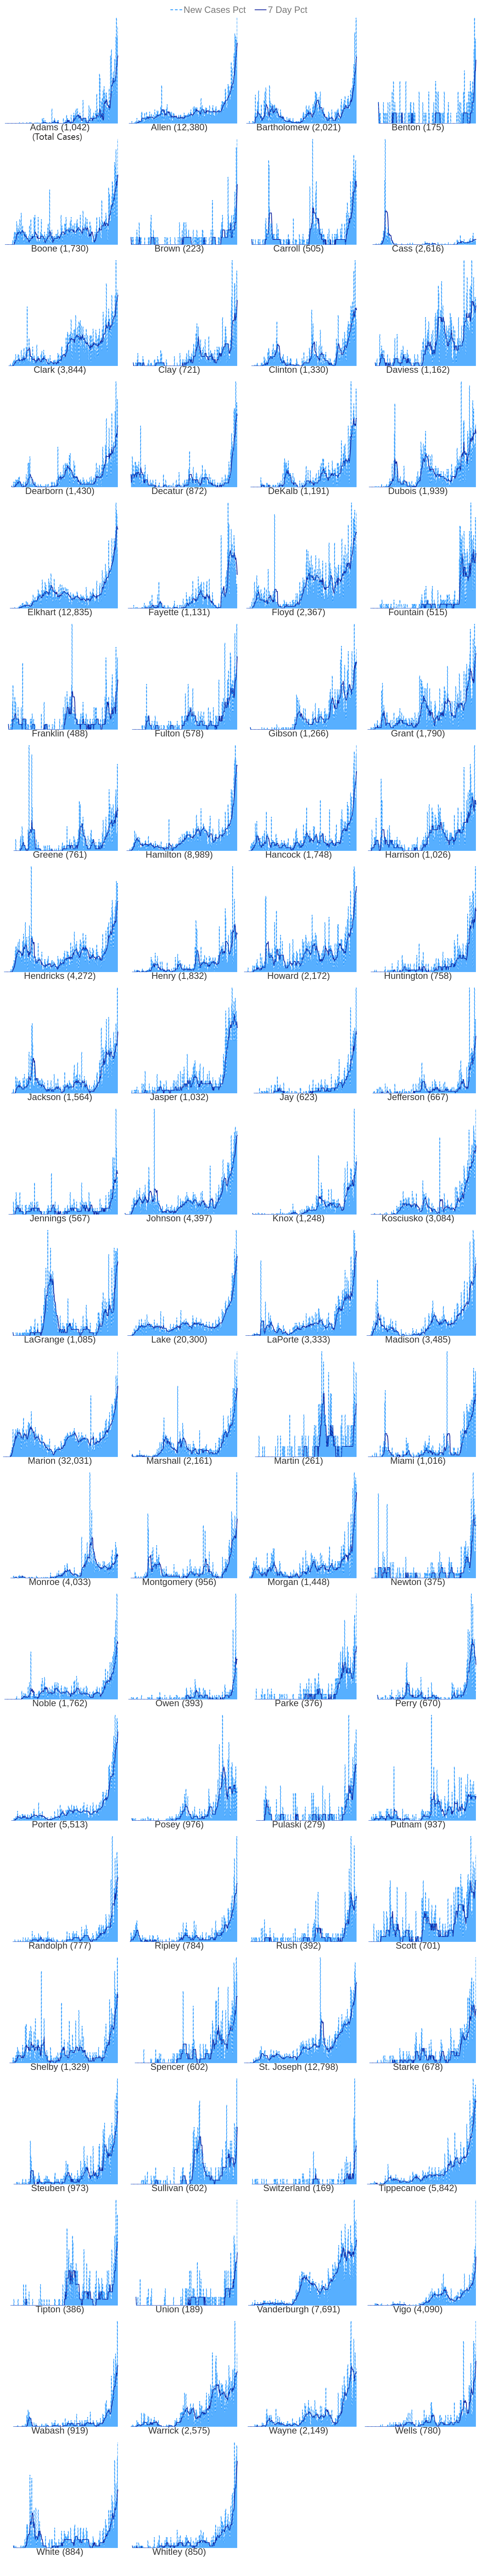 New Cases Pct 7 Day Pct
Adams (1,042) Allen (12,380) Bartholomew (2,021) Benton (175)
(Total Cases)
Boone (1,730) Brown (223) Carroll (505) Cass (2,616)
Clark (3,844) Clay (721) Clinton (1,330) Daviess (1,162)
Dearborn (1,430) Decatur (872) DeKalb (1,191) Dubois (1,939)
Elkhart (12,835) Fayette (1,131) Floyd (2,367) Fountain (515)
Franklin (488) Fulton (578) Gibson (1,266) Grant (1,790)
Greene (761) Hamilton (8,989) Hancock (1,748) Harrison (1,026)
Hendricks (4,272) Henry (1,832) Howard (2,172) Huntington (758)
Jackson (1,564) Jasper (1,032) Jay (623) Jefferson (667)
Jennings (567) Johnson (4,397) Knox (1,248) Kosciusko (3,084)
LaGrange (1,085) Lake (20,300) LaPorte (3,333) Madison (3,485)
Marion (32,031) Marshall (2,161) Martin (261) Miami (1,016)
Monroe (4,033) Montgomery (956) Morgan (1,448) Newton (375)
Noble (1,762) Owen (393) Parke (376) Perry (670)
Porter (5,513) Posey (976) Pulaski (279) Putnam (937)
Randolph (777) Ripley (784) Rush (392) Scott (701)
Shelby (1,329) Spencer (602) St. Joseph (12,798) Starke (678)
Steuben (973) Sullivan (602) Switzerland (169) Tippecanoe (5,842)
Tipton (386) Union (189) Vanderburgh (7,691) Vigo (4,090)
Wabash (919) Warrick (2,575) Wayne (2,149) Wells (780)
White (884) Whitley (850)